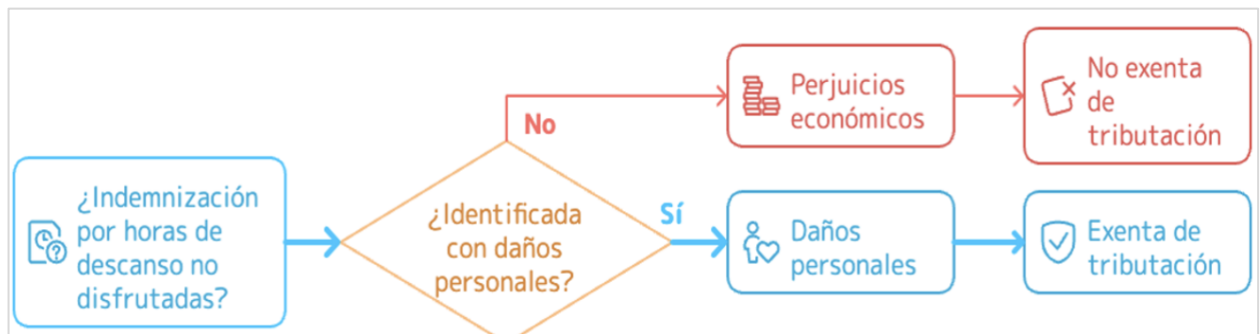 ¿Indemnización
por horas de
descanso no
disfrutadas?
¿Identificada
con daños
personales?
No
Perjuicios
económicos
No exenta
de
tributación
Sí
Daños
personales
Exenta de
tributación